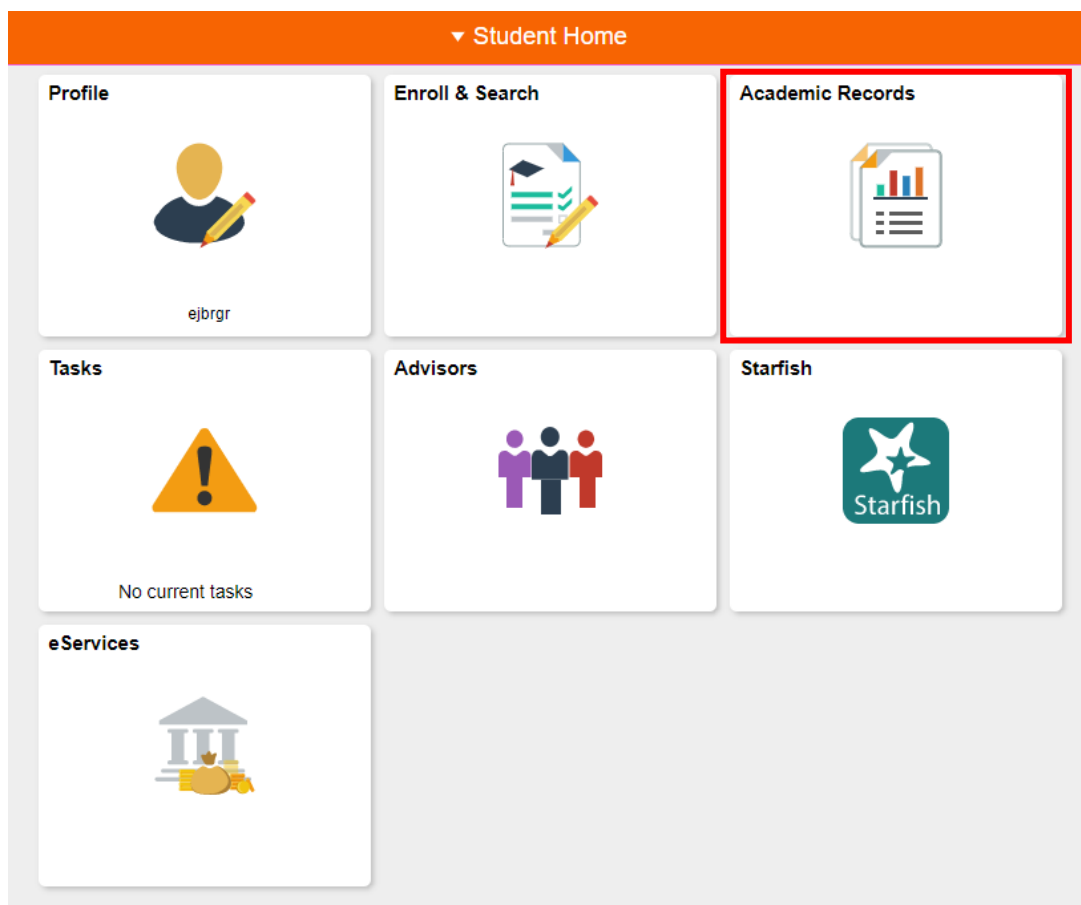 Student Home
Profile
Enroll & Search
Academic Records
ejbrgr
Tasks
Advisors
Starfish
Starfish
No current tasks
eServices